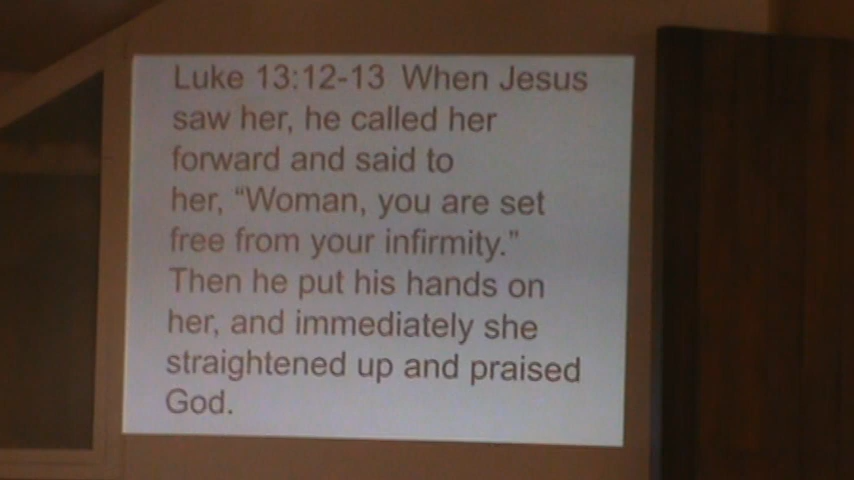 Luke 13:12-13 When Jesus
saw her, he called her
forward and said to
her, “Woman, you are set
free from your infirmity.”
Then he put his hands on
her, and immediately she
straightened up and praised
God.